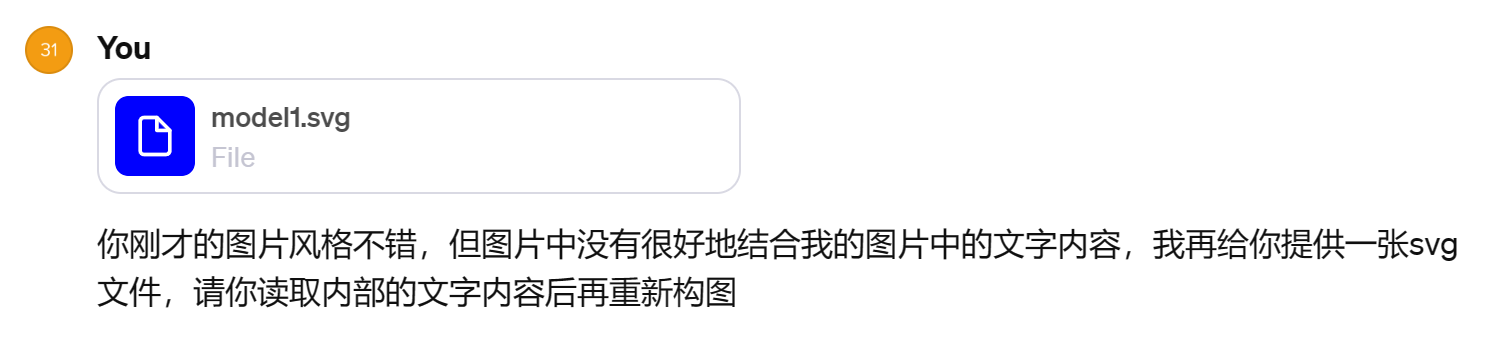 31
You
model1.svg
File
你刚才的图片风格不错，但图片中没有很好地结合我的图片中的文字内容，我再给你提供一张svg
文件，请你读取内部的文字内容后再重新构图